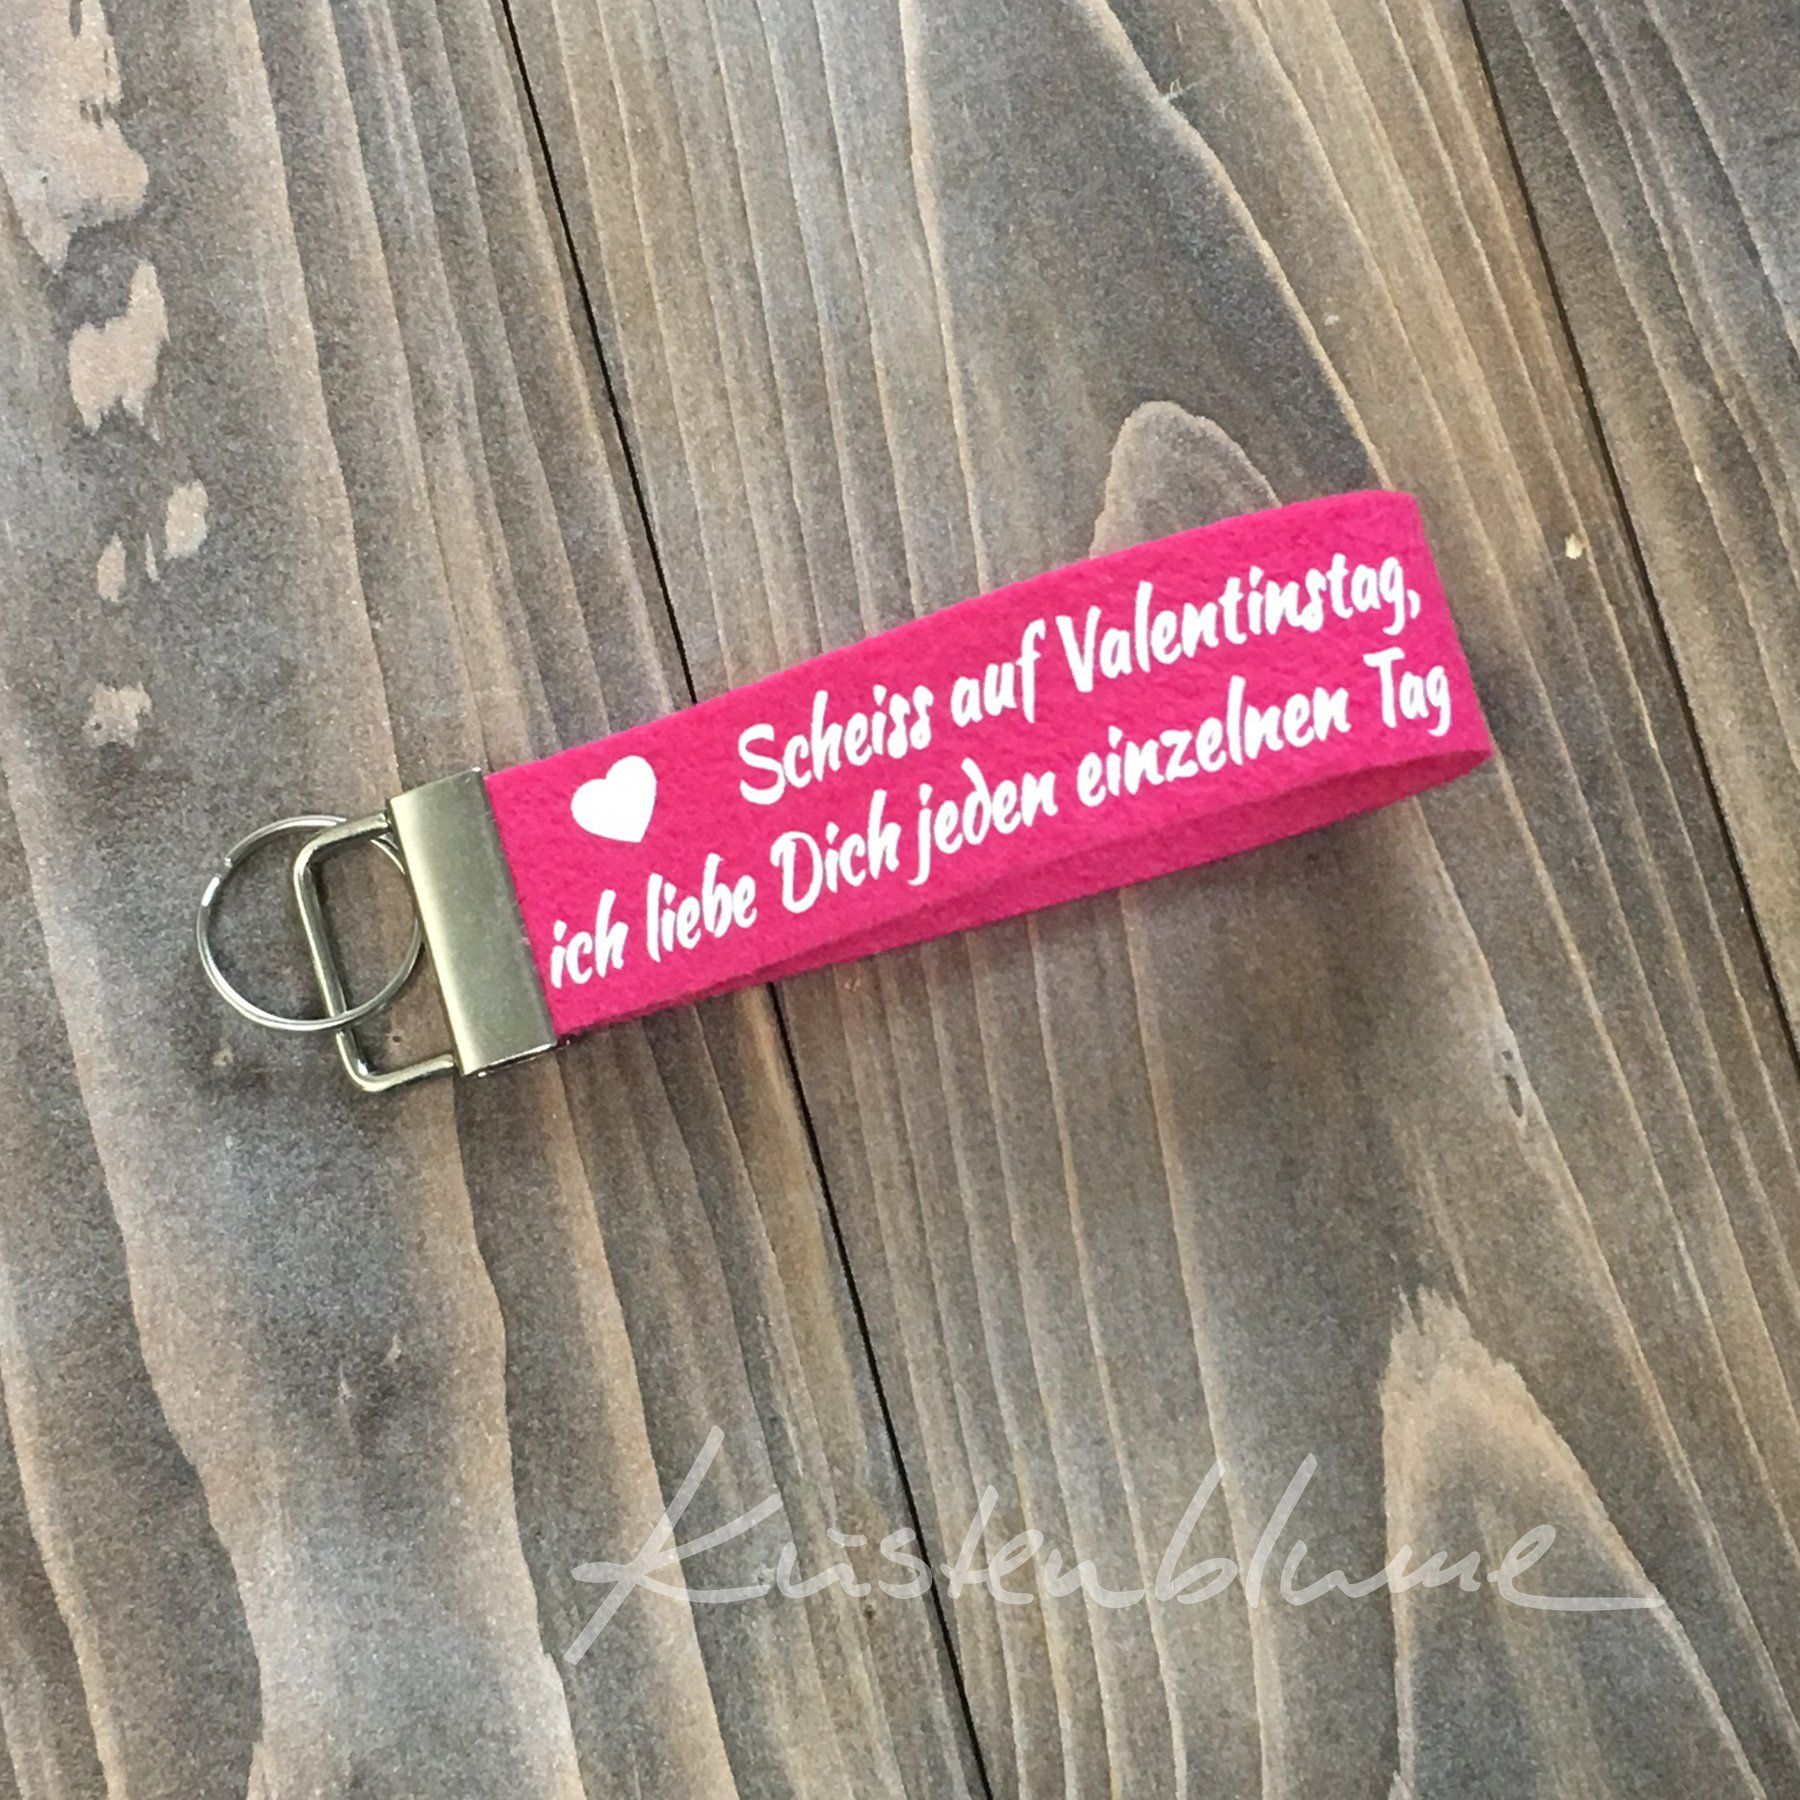 Scheiss auf Valentinstag,
ich liebe Dich jeden einzelnen Tag
Küstenblume